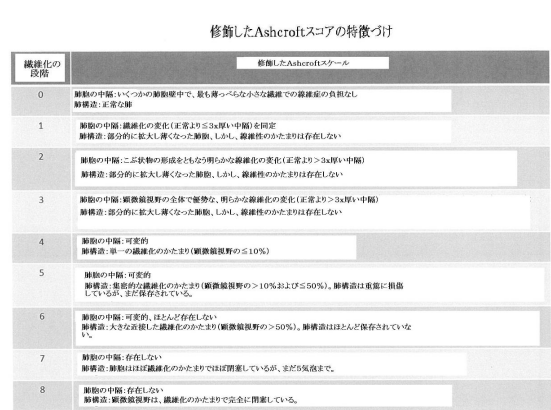 修飾したAshcroftスコアの特徴づけ
繊維化の
段階
修飾したAshcroftスケール
0
肺胞の中隔:いくつかの肺胞壁中で、最も薄っぺらな小さな繊維での線維症の負担なし
肺構造:正常な肺
1
肺胞の中隔:繊維化の変化(正常より≦3x厚い中隔)を同定
肺構造:部分的に拡大し薄くなった肺胞、しかし、線維性のかたまりは存在しない
2
肺胞の中隔:こぶ状物の形成をともなう明らかな線維化の変化(正常より>3x厚い中隔)
肺構造:部分的に拡大し薄くなった肺胞、しかし、線維性のかたまりは存在しない
3
肺胞の中隔:顕微鏡視野の全体で優勢な、明らかな線維化の変化(正常より>3x厚い中隔)
肺構造:部分的に拡大し薄くなった肺胞、しかし、線維性のかたまりは存在しない
4
肺胞の中隔:可変的
肺構造:単一の繊維化のかたまり(顕微鏡視野の≦10%)
5
肺胞の中隔:可変的
肺構造:集密的な繊維化のかたまり(顕微鏡視野の>10%および≦50%)。肺構造は重篤に損傷
しているが、まだ保存されている。
6
肺胞の中隔:可変的、ほとんど存在しない
肺構造:大きな近接した繊維化のかたまり(顕微鏡視野の>50%)。肺構造はほとんど保存されていな
い。
7
肺胞の中隔:存在しない
肺構造:肺胞はほぼ繊維化のかたまりでほぼ閉塞しているが、まだ5気泡まで。
8
肺胞の中隔:存在しない
肺構造:顕微鏡視野は、繊維化のかたまりで完全に閉塞している。